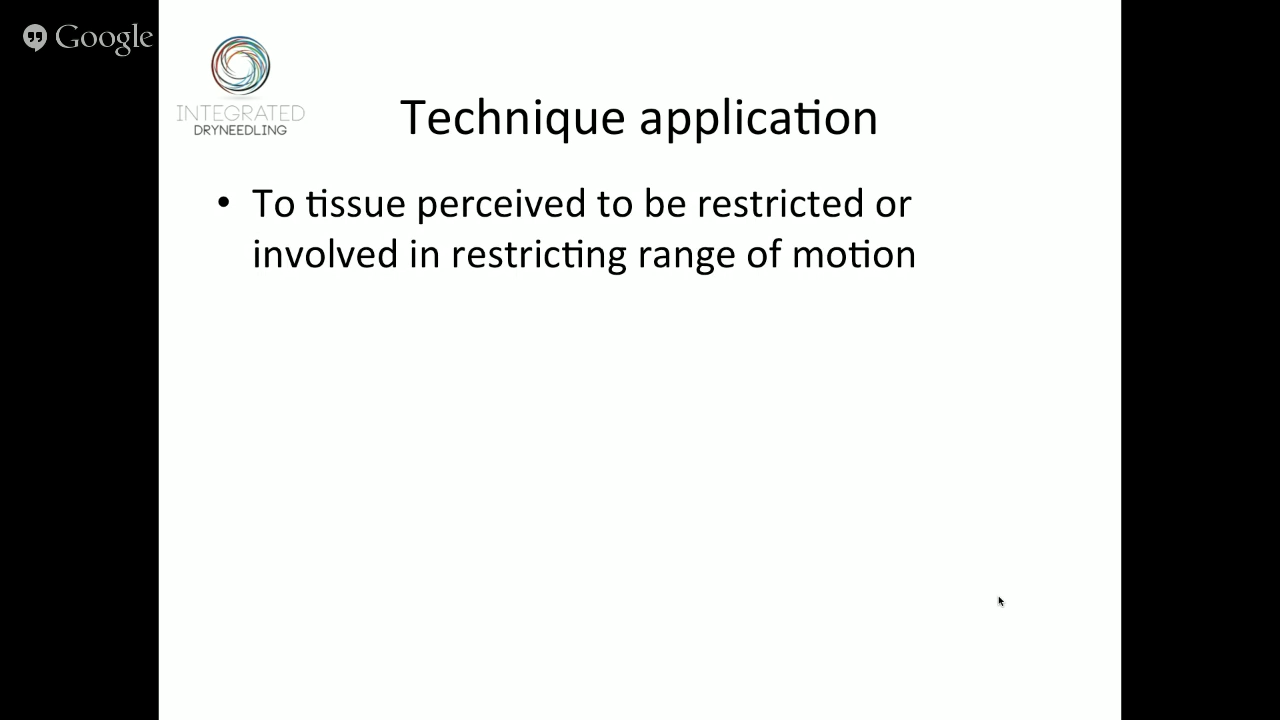 Google
INTEGRATED
DRYNEEDLING
Technique application
• To tissue perceived to be restricted or
involved in restricting range of motion